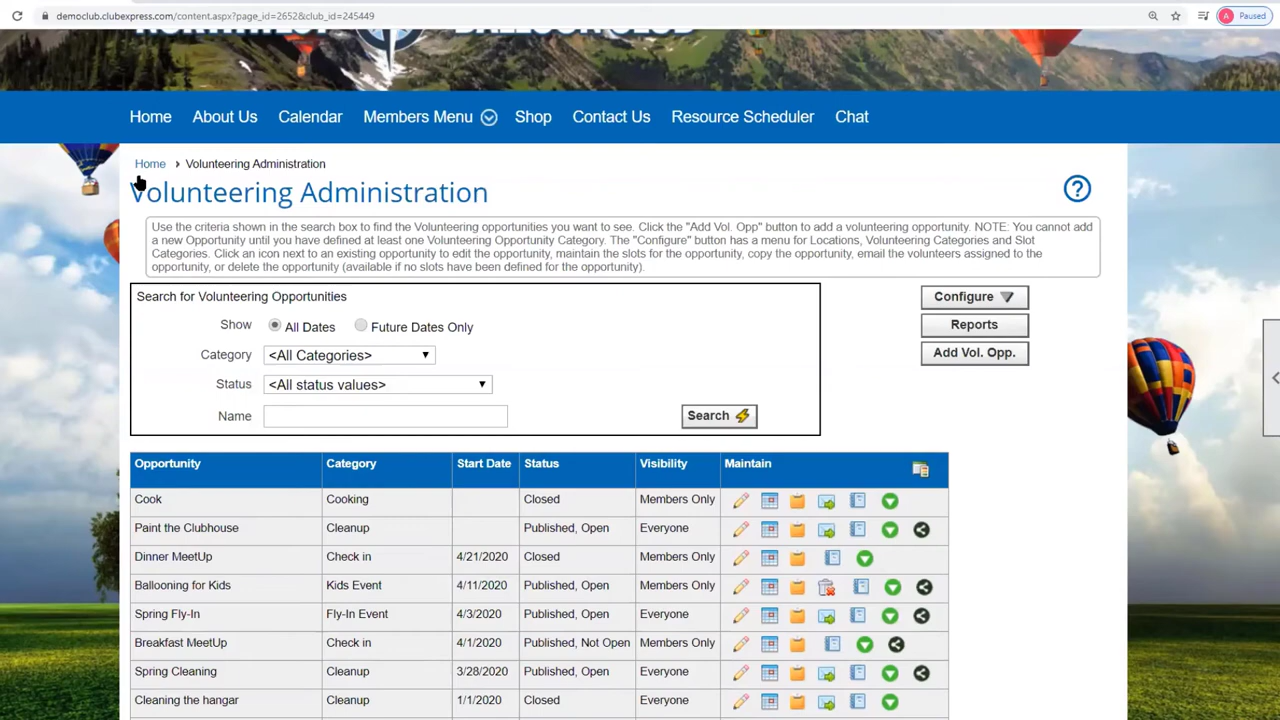 democlub.clubexpress.com/content.aspx?page_id=2652&club_id=245449
A Paused
Home About Us Calendar Members Menu Shop Contact Us Resource Scheduler Chat
Home › Volunteering Administration
Volunteering Administration
?
Use the criteria shown in the search box to find the Volunteering opportunities you want to see. Click the "Add Vol. Opp" button to add a volunteering opportunity. NOTE: You cannot add
a new Opportunity until you have defined at least one Volunteering Opportunity Category. The "Configure" button has a menu for Locations, Volunteering Categories and Slot
Categories. Click an icon next to an existing opportunity to edit the opportunity, maintain the slots for the opportunity, copy the opportunity, email the volunteers assigned to the
opportunity, or delete the opportunity (available if no slots have been defined for the opportunity).
Search for Volunteering Opportunities
Show All Dates Future Dates Only
Category <All Categories>
Status <All status values>
Name
Search
Configure
Reports
Add Vol. Opp.
Opportunity Category Start Date Status Visibility Maintain
Cook Cooking Closed Members Only
Paint the Clubhouse Cleanup Published, Open Everyone
Dinner MeetUp Check in 4/21/2020 Closed Members Only
Ballooning for Kids Kids Event 4/11/2020 Published, Open Members Only
Spring Fly-In Fly-In Event 4/3/2020 Published, Open Everyone
Breakfast MeetUp Check in 4/1/2020 Published, Not Open Members Only
Spring Cleaning Cleanup 3/28/2020 Published, Open Everyone
Cleaning the hangar Cleanup 1/1/2020 Closed Members Only